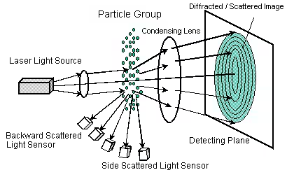 Diffracted / Scattered Image
Particle Group
Condensing Lens
Laser Light Source
Backward Scattered
Light Sensor
Side Scattered Light Sensor
Detecting Plane